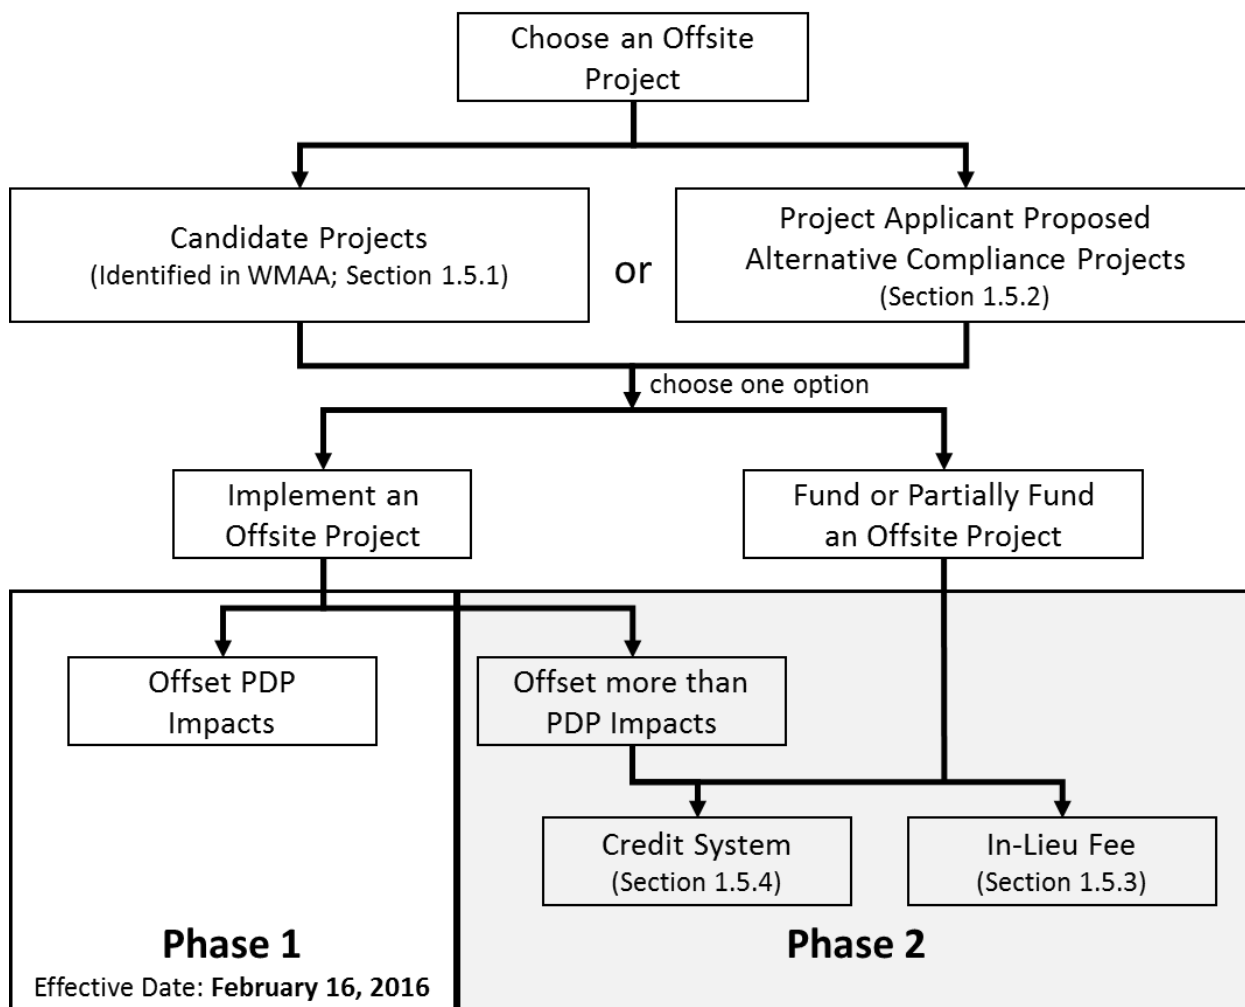 Choose an Offsite
Project
Candidate Projects
(Identified in WMAA; Section 1.5.1)
or
Project Applicant Proposed
Alternative Compliance Projects
(Section 1.5.2)
choose one option
Implement an
Offsite Project
Fund or Partially Fund
an Offsite Project
Offset PDP
Impacts
Offset more than
PDP Impacts
Credit System
(Section 1.5.4)
In-Lieu Fee
(Section 1.5.3)
Phase 1
Effective Date: February 16, 2016
Phase 2